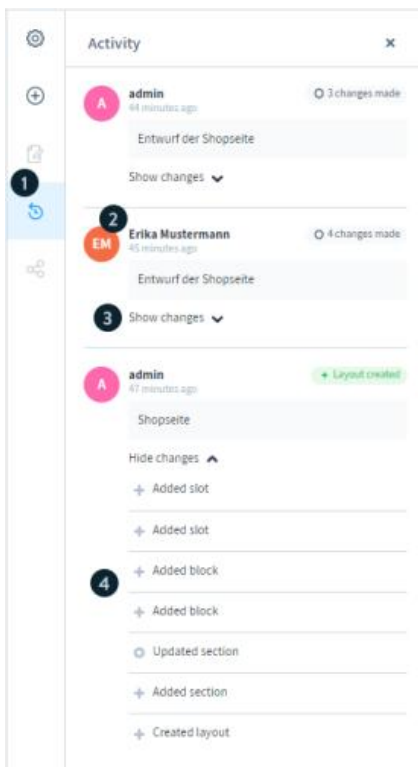 Activity
A
admin
3 changes made
44 minutes ago
Entwurf der Shopseite
Show changes
1
2
EM
Erika Mustermann
4 changes made
45 minutes ago
Entwurf der Shopseite
3
Show changes
A
admin
+ Layout created
47 minutes ago
Shopseite
Hide changes
+ Added slot
+ Added slot
+ Added block
4
+ Added block
Updated section
+ Added section
+ Created layout